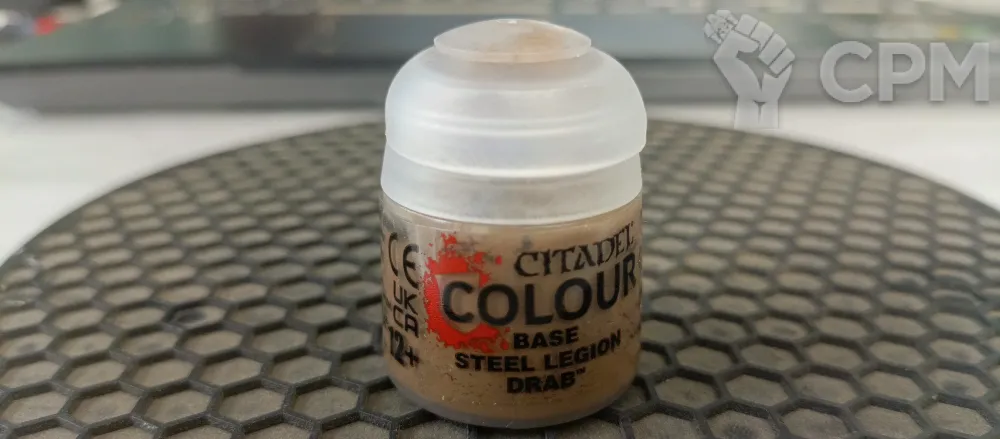 CPM
CITADEL
COLOUR
BASE
STEEL LEGION
DRAB™
CE
UK
CA
12+